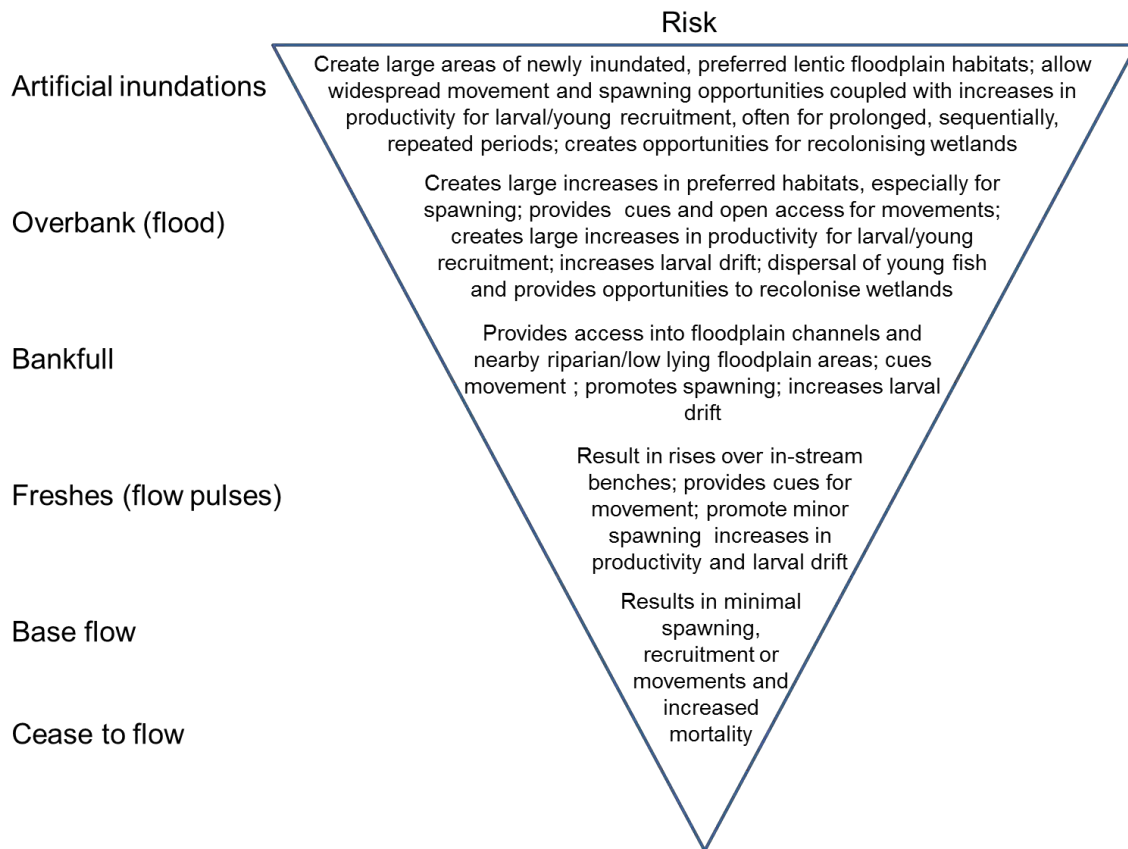 Risk
Artificial inundations
Create large areas of newly inundated, preferred lentic floodplain habitats; allow
widespread movement and spawning opportunities coupled with increases in
productivity for larval/young recruitment, often for prolonged, sequentially,
repeated periods; creates opportunities for recolonising wetlands
Overbank (flood)
Creates large increases in preferred habitats, especially for
spawning; provides cues and open access for movements;
creates large increases in productivity for larval/young
recruitment; increases larval drift; dispersal of young fish
and provides opportunities to recolonise wetlands
Bankfull
Provides access into floodplain channels and
nearby riparian/low lying floodplain areas; cues
movement ; promotes spawning; increases larval
drift
Freshes (flow pulses)
Result in rises over in-stream
benches; provides cues for
movement; promote minor
spawning increases in
productivity and larval drift
Base flow
Results in minimal
spawning,
recruitment or
movements and
increased
mortality
Cease to flow